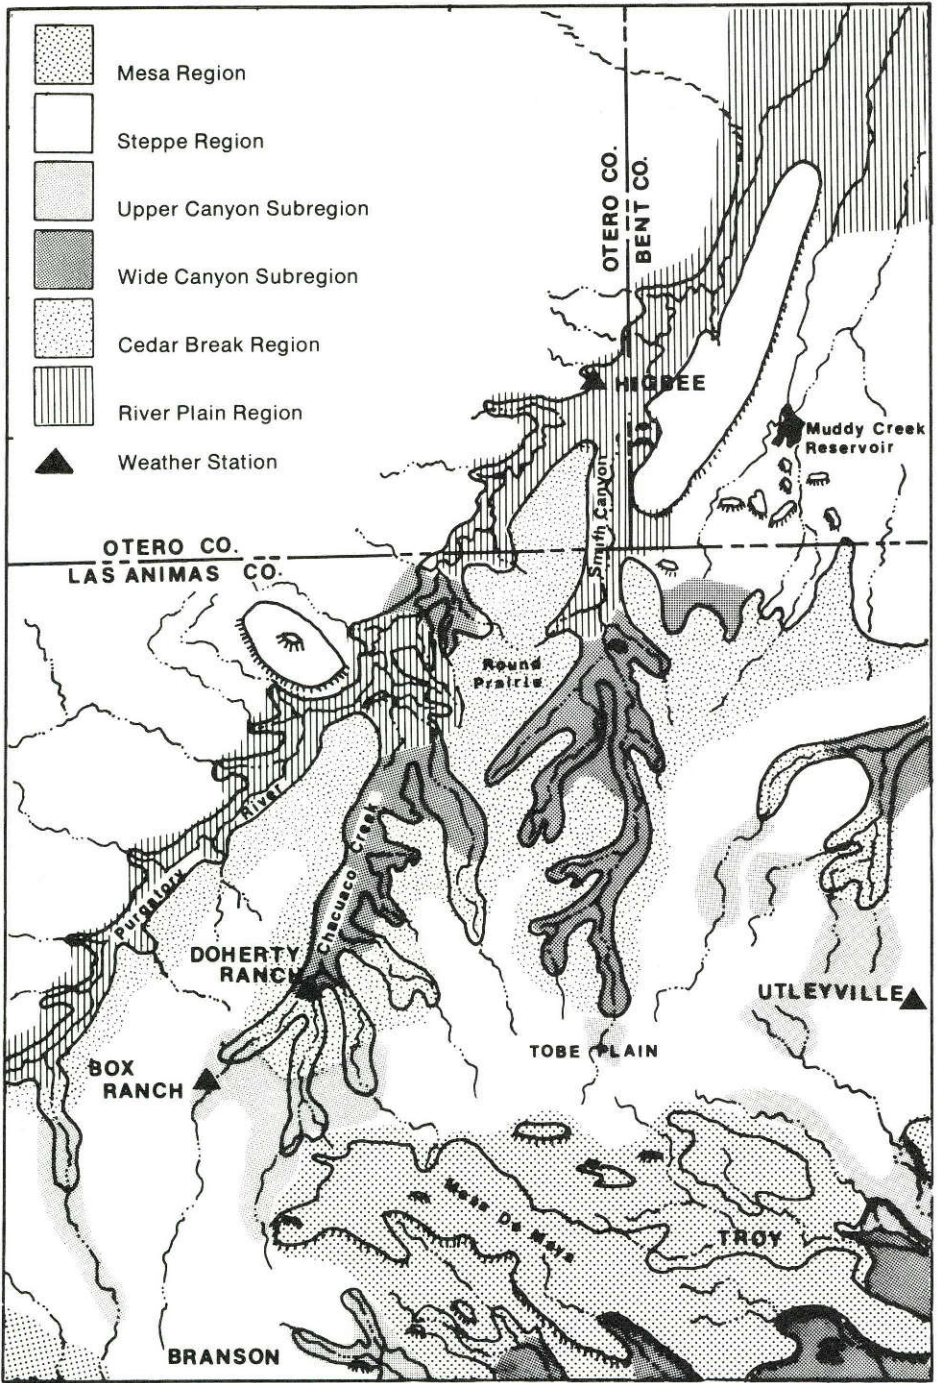 Mesa Region
Steppe Region
Upper Canyon Subregion
Wide Canyon Subregion
Cedar Break Region
River Plain Region
Weather Station
OTERO CO.
BENT CO.
HIGBEE
Muddy Creek
Reservoir
Smith Canyon
OTERO CO.
LAS ANIMAS CO.
Round
Prairie
Purgatory River
Chacuaco Creek
DOHERTY
RANCH
UTLEYVILLE
TOBE PLAIN
BOX
RANCH
Mesa De Maya
TROY
BRANSON